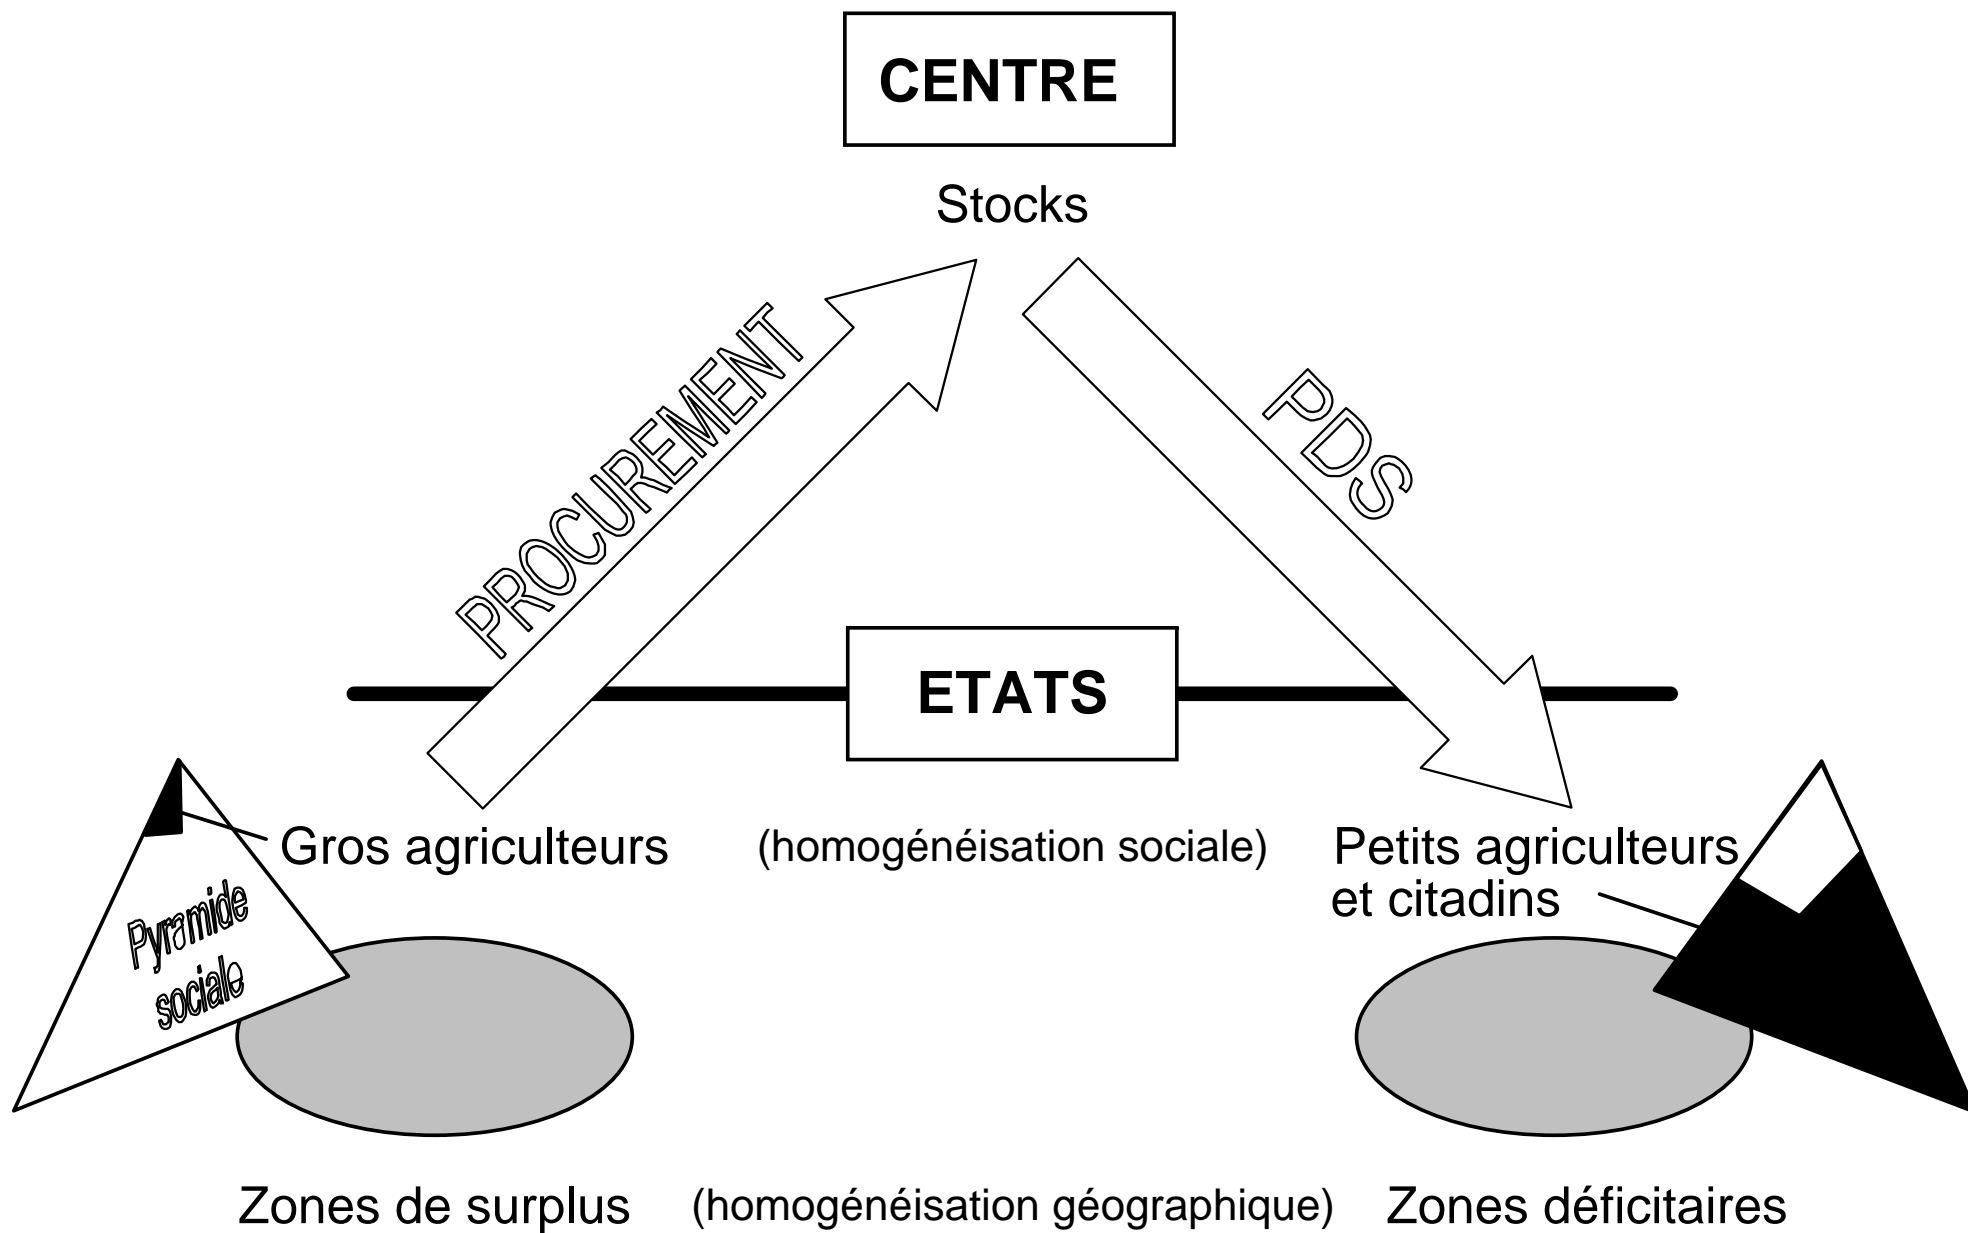 CENTRE
Stocks
PROCUREMENT
PDS
ETATS
Gros agriculteurs
(homogénéisation sociale)
Petits agriculteurs
et citadins
Pyramide
sociale
Zones de surplus
(homogénéisation géographique)
Zones déficitaires